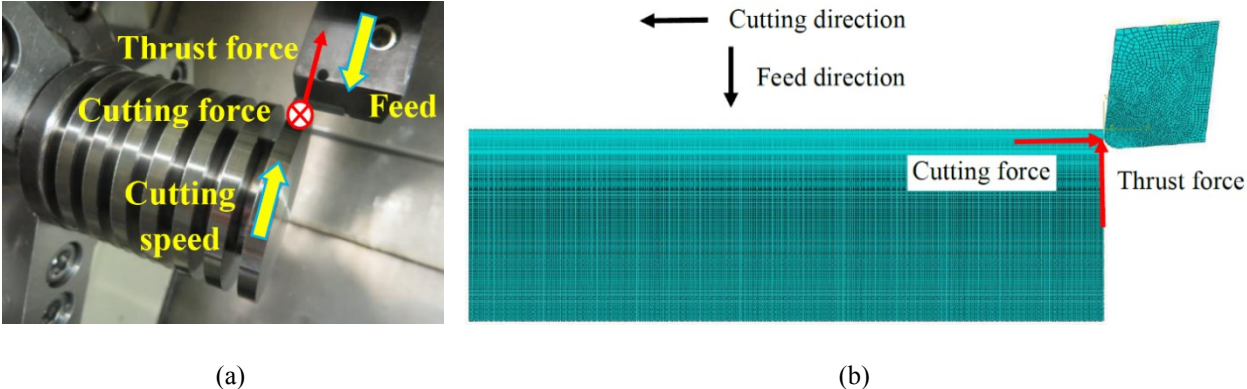 Thrust force
Cutting force
Feed
Cutting
speed
Cutting direction
Feed direction
Cutting force
Thrust force
(a)
(b)